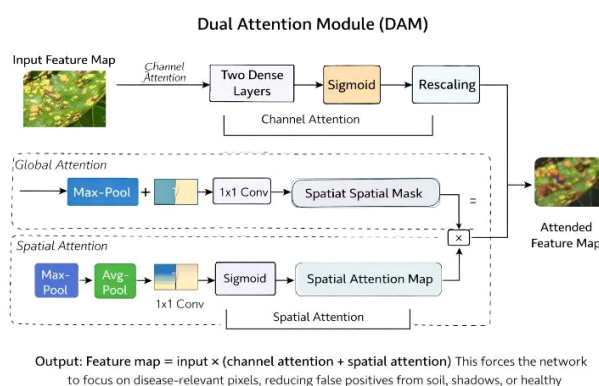 Dual Attention Module (DAM)
Input Feature Map
Channel
Attention
Two Dense
Layers
Sigmoid
Rescaling
Channel Attention
Global Attention
Max-Pool
+
1x1 Conv
Spatiat Spatial Mask
=
×
Attended
Feature Map
Spatial Attention
Max-
Pool
Avg-
Pool
1x1 Conv
Sigmoid
Spatial Attention Map
Spatial Attention
Output: Feature map = input × (channel attention + spatial attention) This forces the network
to focus on disease-relevant pixels, reducing false positives from soil, shadows, or healthy